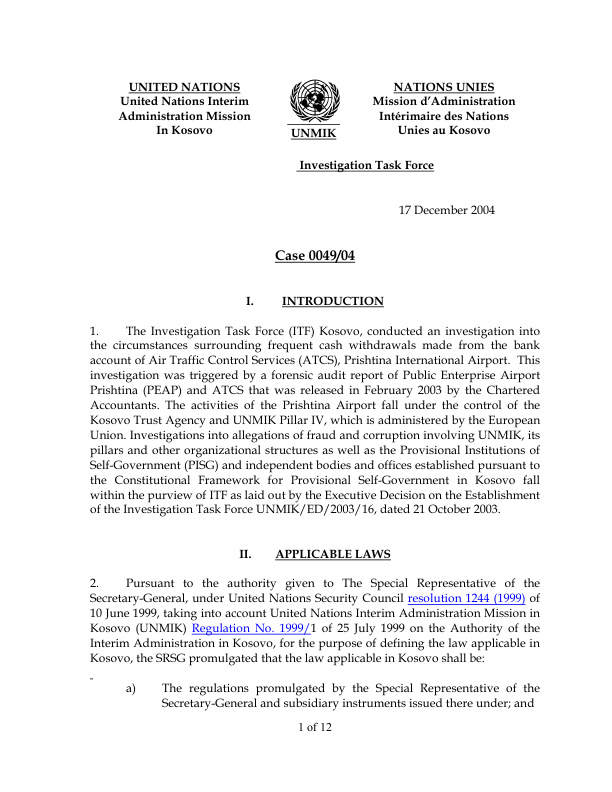 UNITED NATIONS
United Nations Interim
Administration Mission
In Kosovo
UNMIK
NATIONS UNIES
Mission d'Administration
Intérimaire des Nations
Unies au Kosovo
Investigation Task Force
17 December 2004
Case 0049/04
I. INTRODUCTION
1. The Investigation Task Force (ITF) Kosovo, conducted an investigation into
the circumstances surrounding frequent cash withdrawals made from the bank
account of Air Traffic Control Services (ATCS), Prishtina International Airport. This
investigation was triggered by a forensic audit report of Public Enterprise Airport
Prishtina (PEAP) and ATCS that was released in February 2003 by the Chartered
Accountants. The activities of the Prishtina Airport fall under the control of the
Kosovo Trust Agency and UNMIK Pillar IV, which is administered by the European
Union. Investigations into allegations of fraud and corruption involving UNMIK, its
pillars and other organizational structures as well as the Provisional Institutions of
Self-Government (PISG) and independent bodies and offices established pursuant to
the Constitutional Framework for Provisional Self-Government in Kosovo fall
within the purview of ITF as laid out by the Executive Decision on the Establishment
of the Investigation Task Force UNMIK/ED/2003/16, dated 21 October 2003.
II. APPLICABLE LAWS
2. Pursuant to the authority given to The Special Representative of the
Secretary-General, under United Nations Security Council resolution 1244 (1999) of
10 June 1999, taking into account United Nations Interim Administration Mission in
Kosovo (UNMIK) Regulation No. 1999/1 of 25 July 1999 on the Authority of the
Interim Administration in Kosovo, for the purpose of defining the law applicable in
Kosovo, the SRSG promulgated that the law applicable in Kosovo shall be:
a) The regulations promulgated by the Special Representative of the
Secretary-General and subsidiary instruments issued there under; and
1 of 12